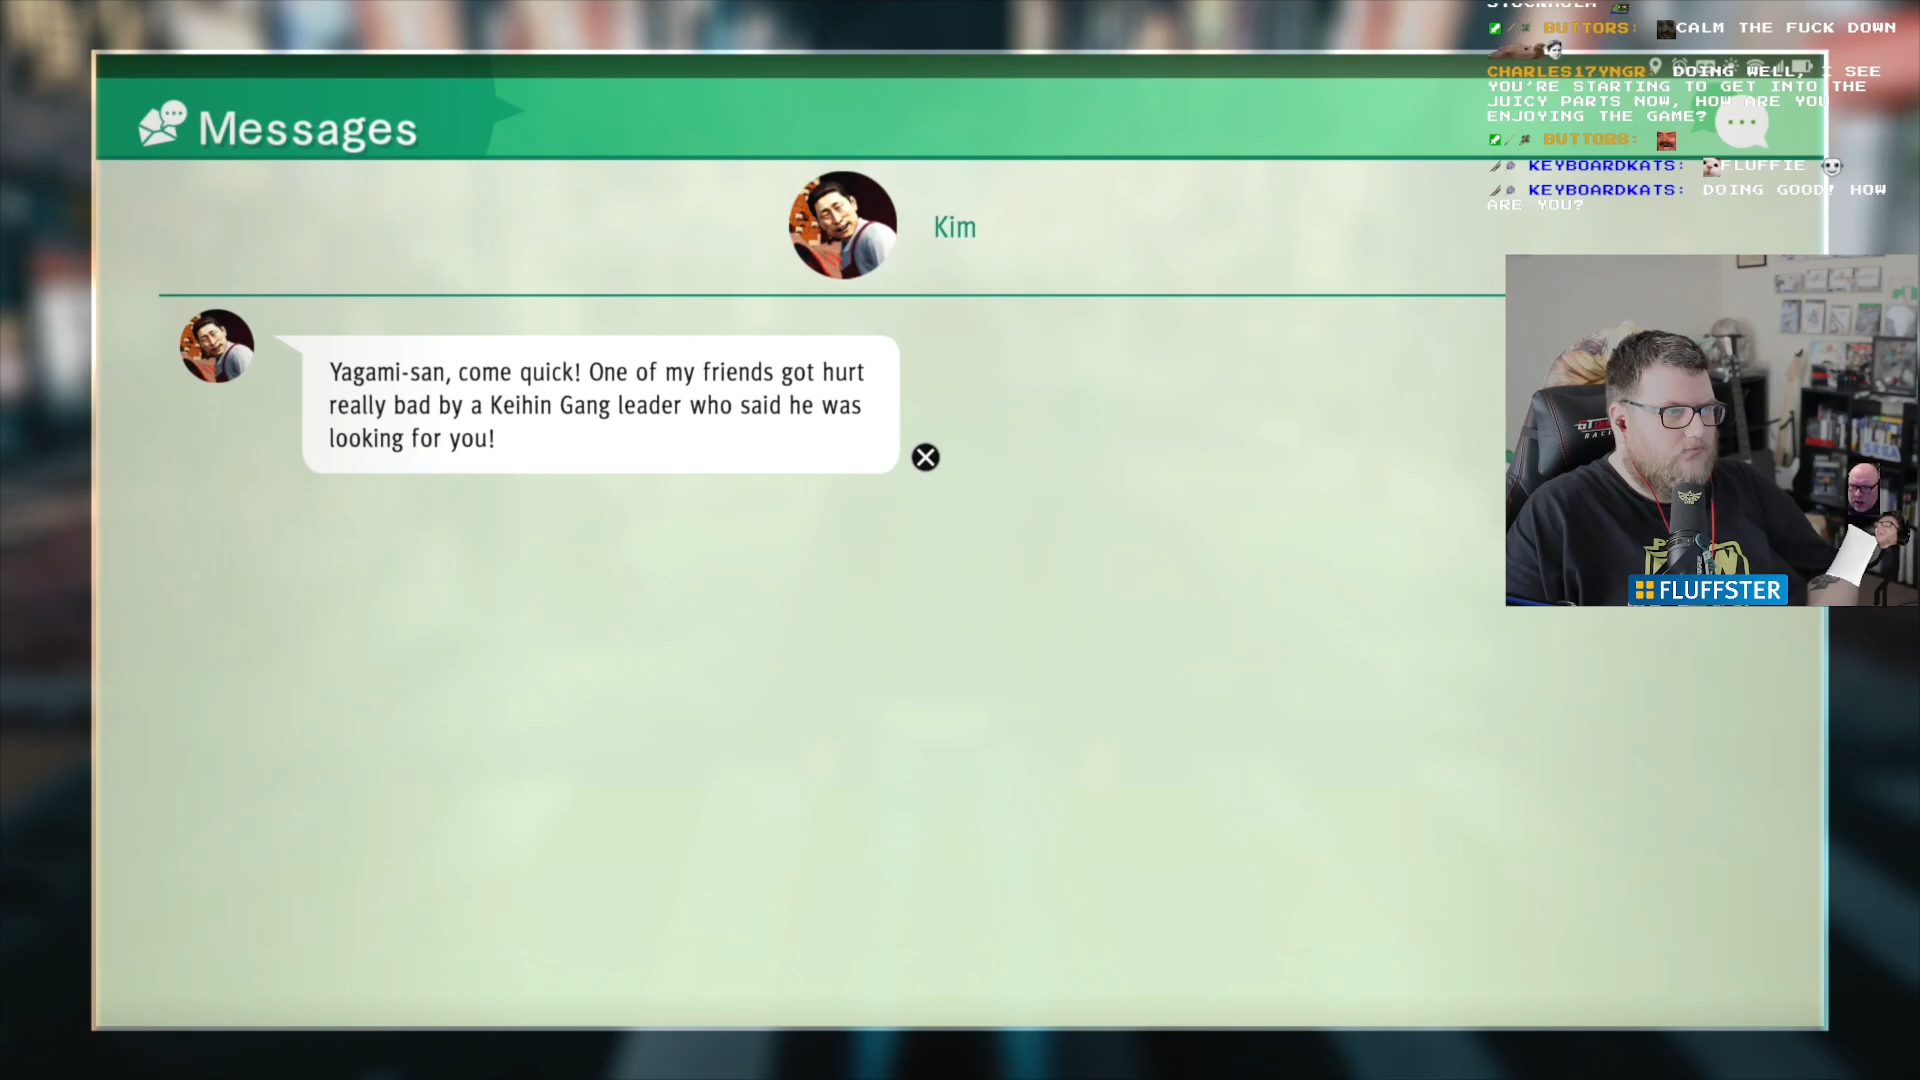 STOCKHOLM
BUTTORS: CALM THE FUCK DOWN
CHARLES17YNGR: DOING WELL, I SEE
YOU'RE STARTING TO GET INTO THE
JUICY PARTS NOW, HOW ARE YOU
ENJOYING THE GAME?
BUTTORS:
KEYBOARDKATS: FLUFFIE
KEYBOARDKATS: DOING GOOD! HOW
ARE YOU?
Messages
Kim
Yagami-san, come quick! One of my friends got hurt
really bad by a Keihin Gang leader who said he was
looking for you!
SEGA
FLUFFSTER